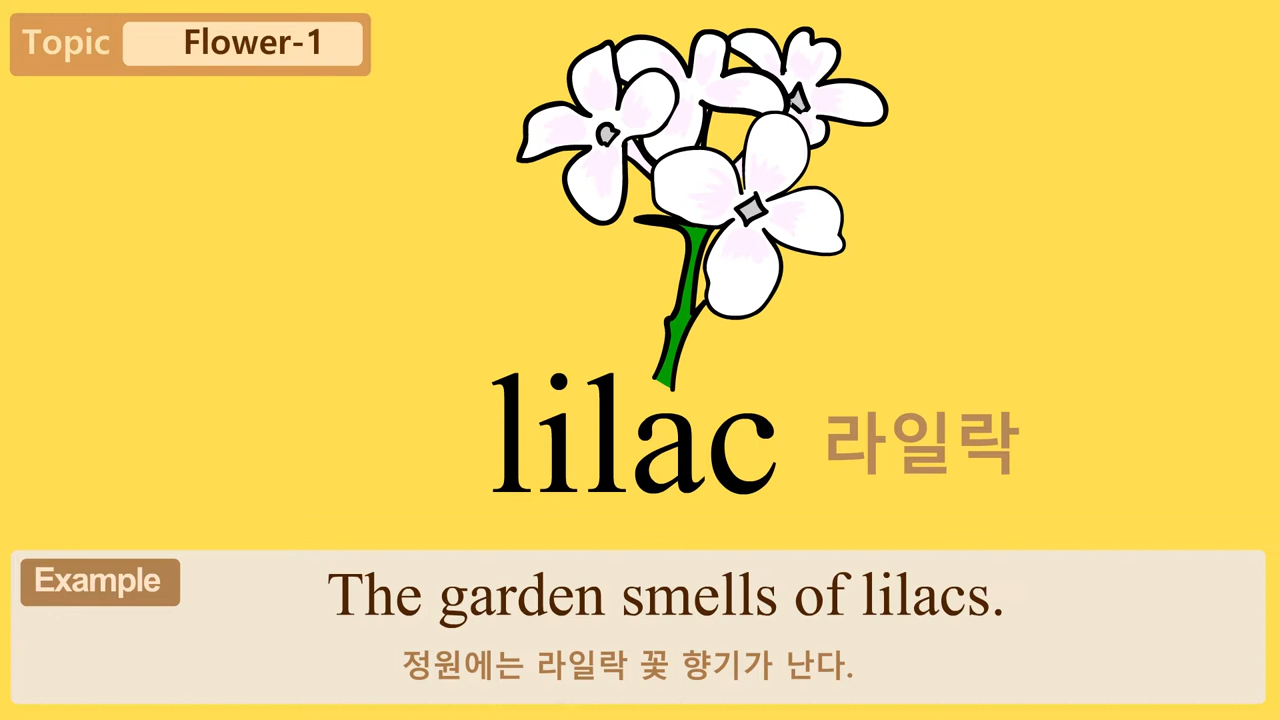 Topic Flower-1
lilac 라일락
Example The garden smells of lilacs.
정원에는 라일락 꽃 향기가 난다.